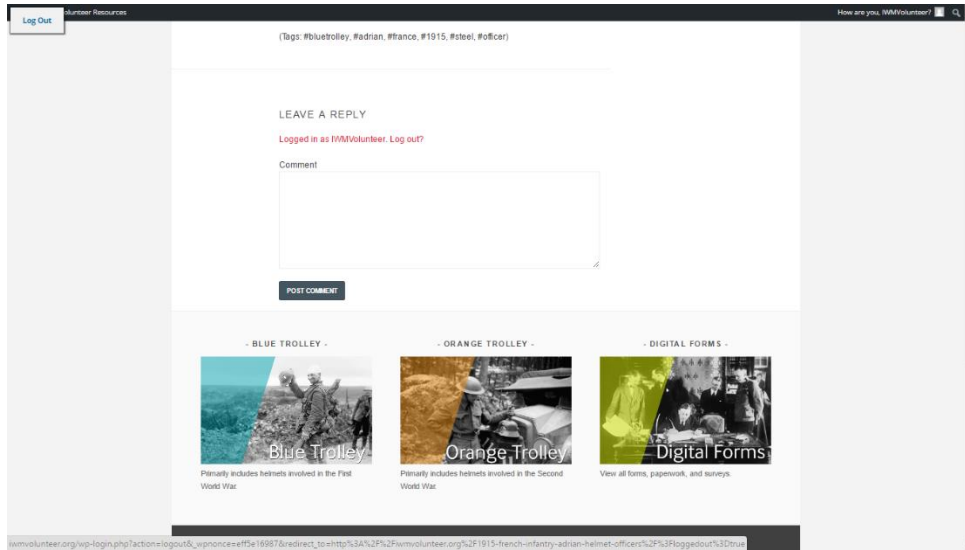 Log Out
olunteer Resources
How are you, IWMVolunteer?
(Tags: #bluetrolley, #adrian, #france, #1915, #steel, #officer)
LEAVE A REPLY
Logged in as IWMVolunteer. Log out?
Comment
POST COMMENT
- BLUE TROLLEY -
- ORANGE TROLLEY -
- DIGITAL FORMS -
Blue Trolley
Orange Trolley
Digital Forms
Primarily includes helmets involved in the First
World War.
Primarily includes helmets involved in the Second
World War.
View all forms, paperwork, and surveys.
iwmvolunteer.org/wp-login.php?action=logout&_wpnonce=eff5e16987&redirect_to=http%3A%2F%2Fiwmvolunteer.org%2F1915-french-infantry-adrian-helmet-officers%2F%3Floggedout%3Dtrue